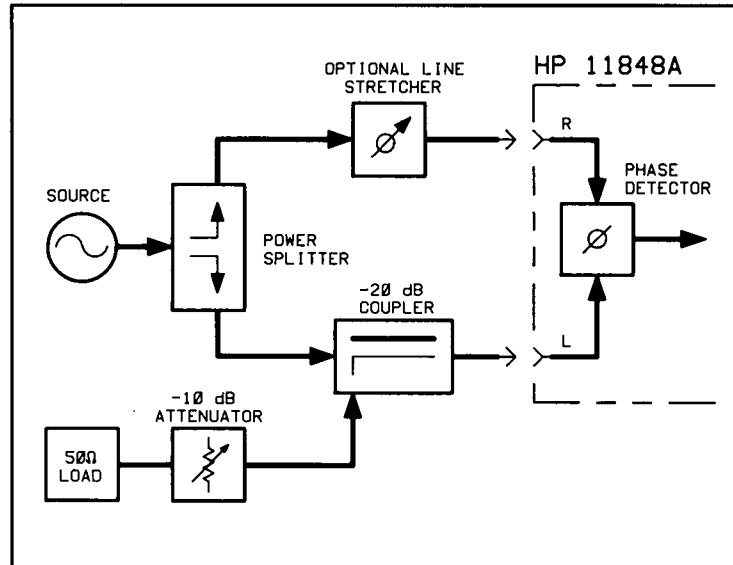 HP 11848A
OPTIONAL LINE
STRETCHER
R
PHASE
DETECTOR
SOURCE
POWER
SPLITTER
-20 dB
COUPLER
L
-10 dB
ATTENUATOR
50Ω
LOAD